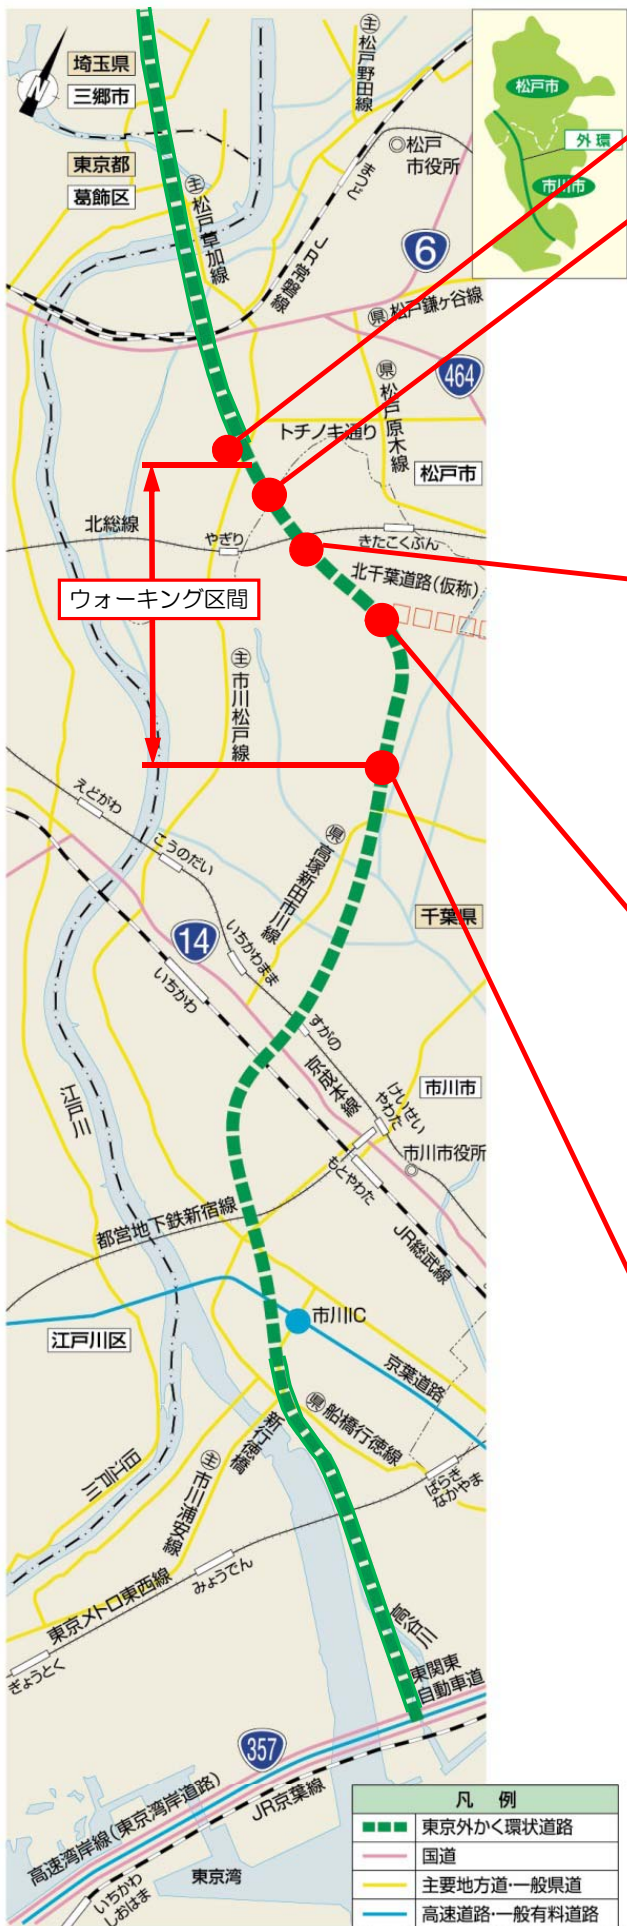 埼玉県
三郷市
東京都
葛飾区
N
主
松戸野田線
松戸
市役所
まつど
松戸市
外環
市川市
主
松戸草加線
JR常磐線
6
県
松戸鎌ヶ谷線
464
県
松戸原木線
トチノキ通り
松戸市
北総線
やぎり
きたこくぶん
北千葉道路(仮称)
ウォーキング区間
主
市川松戸線
えどがわ
こうのだい
県
高塚新田市川線
千葉県
14
いちかわまま
いちかわ
すがの
京成本線
江戸川
けいせい
やわた
市川市
市川市役所
もとやわた
都営地下鉄新宿線
JR総武線
市川IC
江戸川区
京葉道路
県
船橋行徳線
新行徳橋
旧江戸川
主
市川浦安線
ばらき
なかやま
みょうでん
東京メトロ東西線
高谷川
ぎょうとく
東関東
自動車道
357
JR京葉線
高速湾岸線(東京湾岸道路)
東京湾
いちかわ
しおはま
凡 例
東京外かく環状道路
国道
主要地方道・一般県道
高速道路・一般有料道路